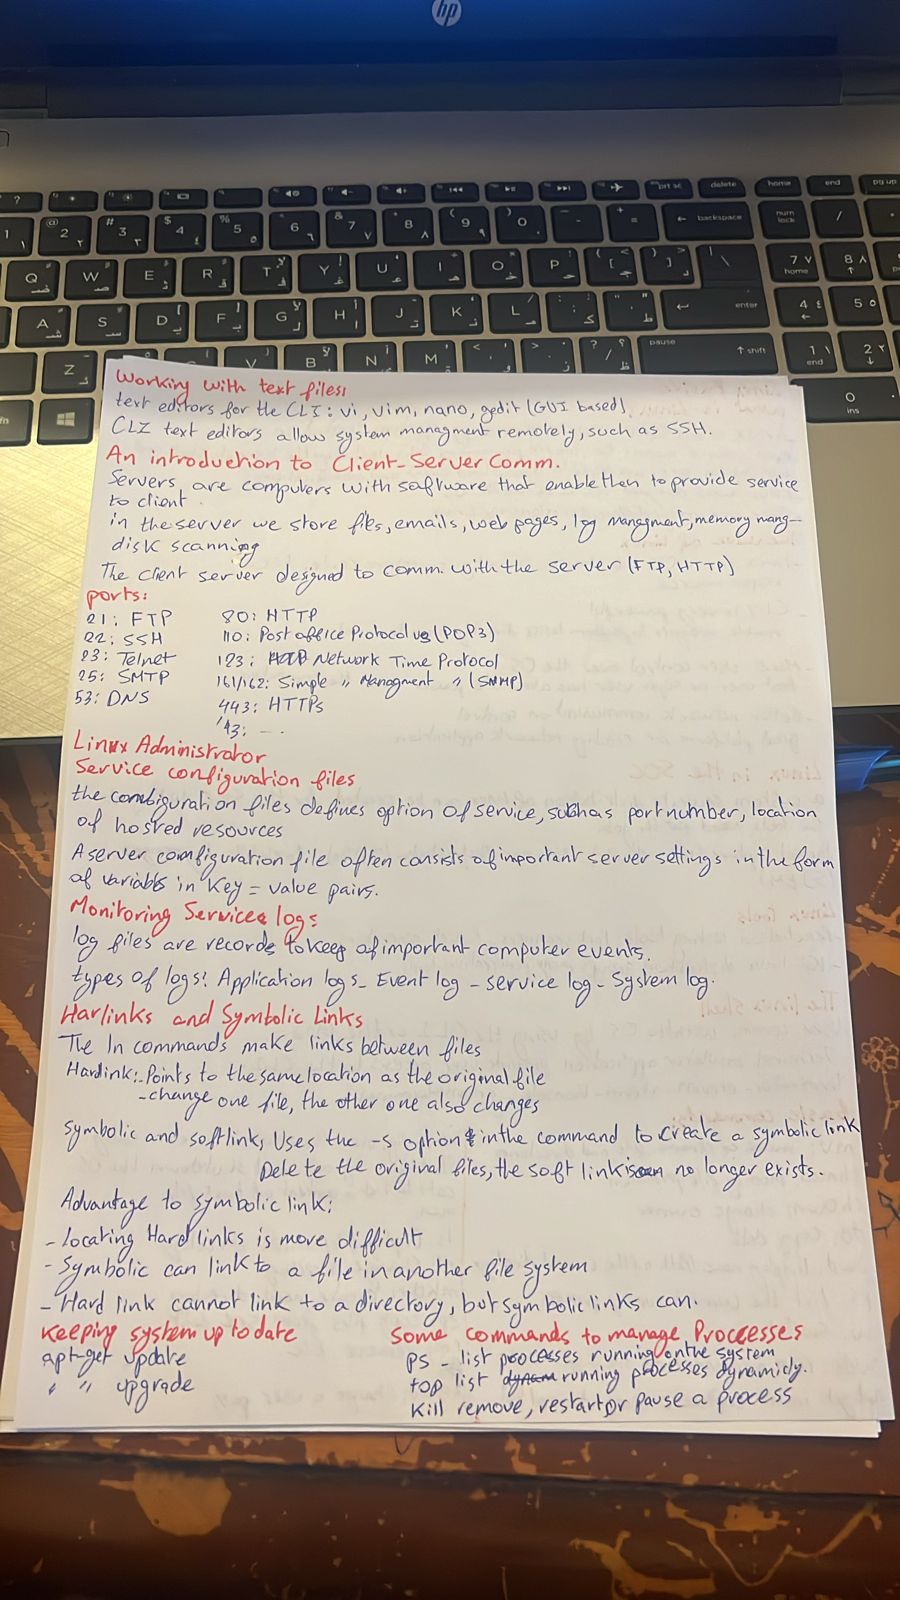 hp
Working with text files:
text editors for the CLI: vi, vim, nano, gedit (GUI based)
CLI text editors allow system managment remotely, such as SSH.
An introduction to Client-Server Comm.
Servers are computers with software that enable then to provide service
to client.
in the server we store files, emails, web pages, log managment, memory mang-
disk scanning
The client server designed to comm. with the server (FTP, HTTP)
ports:
21: FTP 80: HTTP
22: SSH 110: Post office Protocol v3 (POP3)
23: Telnet 123: Network Time Protocol
25: SMTP 161/162: Simple " Managment " (SNMP)
53: DNS 443: HTTPs
43: ...
Linux Administrator
Service configuration files
the configuration files defines option of service, such as port number, location
of hosted resources
A server configuration file often consists of important server settings in the form
of variables in Key = value pairs.
Monitoring Service logs:
log files are records to keep of important computer events.
types of logs: Application logs - Event log - service log - System log.
Harlinks and Symbolic Links
The ln commands make links between files
Hardlink: - Points to the same location as the original file
- change one file, the other one also changes
Symbolic and softlink, Uses the -s option in the command to create a symbolic link
Delete the original files, the soft link no longer exists.
Advantage to symbolic link:
- Locating Hard links is more difficult
- Symbolic can link to a file in another file system
- Hard link cannot link to a directory, but symbolic links can.
Keeping system up to date Some commands to manage Proccesses
apt-get update ps - list processes running on the system
" " upgrade top list running processes dynamicly.
Kill remove, restart or pause a process